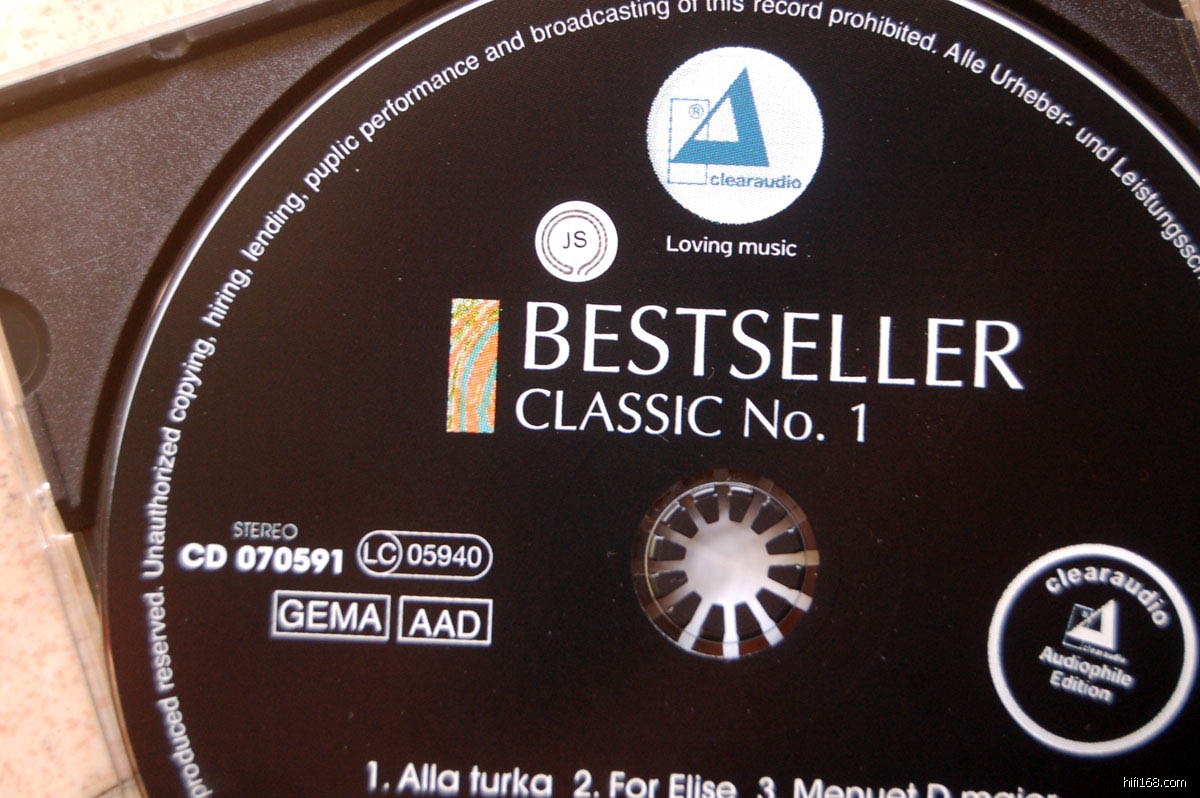 produced reserved. Unauthorized copying, hiring, lending, puplic performance and broadcasting of this record prohibited. Alle Urheber- und Leistungssc
®
clearaudio
JS
Loving music
BESTSELLER
CLASSIC No. 1
STEREO
CD 070591 LC 05940
GEMA AAD
clearaudio
Audiophile
Edition
1. Alla turka 2. For Elise 3. Menuet D major
hifi168.com